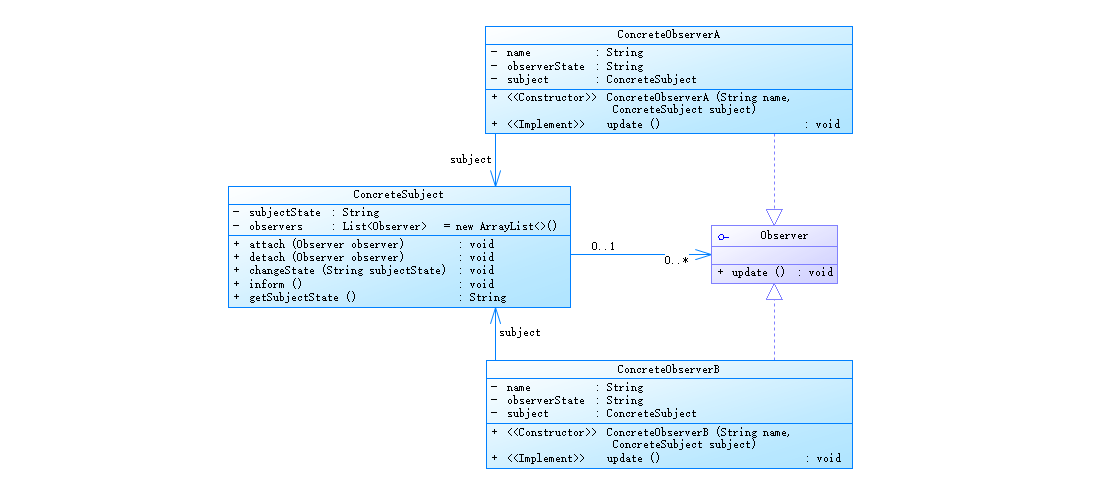 ConcreteObserverA
- name : String
- observerState : String
- subject : ConcreteSubject
+ <<Constructor>> ConcreteObserverA (String name,
ConcreteSubject subject)
+ <<Implement>> update () : void
subject
ConcreteSubject
- subjectState : String
- observers : List<Observer> = new ArrayList<>()
+ attach (Observer observer) : void
+ detach (Observer observer) : void
+ changeState (String subjectState) : void
+ inform () : void
+ getSubjectState () : String
0..1
0..*
Observer
+ update () : void
subject
ConcreteObserverB
- name : String
- observerState : String
- subject : ConcreteSubject
+ <<Constructor>> ConcreteObserverB (String name,
ConcreteSubject subject)
+ <<Implement>> update () : void